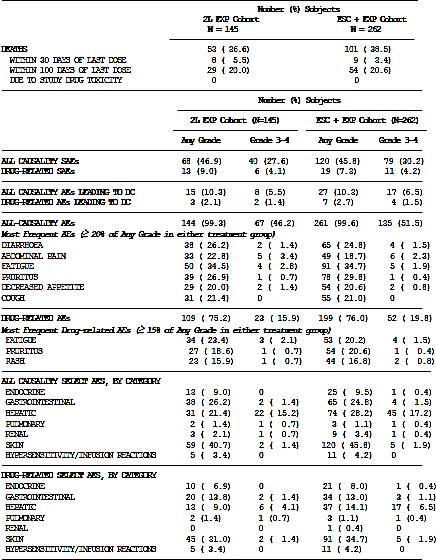 Number (%) Subjects
2L EXP Cohort ESC + EXP Cohort
N = 145 N = 262
DEATHS 53 ( 36.6) 101 ( 38.5)
WITHIN 30 DAYS OF LAST DOSE 8 ( 5.5) 9 ( 3.4)
WITHIN 100 DAYS OF LAST DOSE 29 ( 20.0) 54 ( 20.6)
DUE TO STUDY DRUG TOXICITY 0 0
Number (%) Subjects
2L EXP Cohort (N=145) ESC + EXP Cohort (N=262)
Any Grade Grade 3-4 Any Grade Grade 3-4
ALL CAUSALITY SAEs 68 (46.9) 40 (27.6) 120 (45.8) 79 (30.2)
DRUG-RELATED SAEs 13 (9.0) 6 (4.1) 19 (7.3) 11 (4.2)
ALL CAUSALITY AEs LEADING TO DC 15 (10.3) 8 (5.5) 27 (10.3) 17 (6.5)
DRUG-RELATED AEs LEADING TO DC 3 (2.1) 2 (1.4) 7 (2.7) 4 (1.5)
ALL CAUSALITY AEs 144 (99.3) 67 (46.2) 261 (99.6) 135 (51.5)
Most Frequent AEs (≥ 20% of Any Grade in either treatment group)
DIARRHOEA 38 ( 26.2) 2 ( 1.4) 65 ( 24.8) 4 ( 1.5)
ABDOMINAL PAIN 33 ( 22.8) 5 ( 3.4) 49 ( 18.7) 6 ( 2.3)
FATIGUE 50 ( 34.5) 4 ( 2.8) 91 ( 34.7) 5 ( 1.9)
PRURITUS 39 ( 26.9) 1 ( 0.7) 78 ( 29.8) 1 ( 0.4)
DECREASED APPETITE 29 ( 20.0) 2 ( 1.4) 54 ( 20.6) 2 ( 0.8)
COUGH 31 ( 21.4) 0 55 ( 21.0) 0
DRUG-RELATED AEs 109 ( 75.2) 23 ( 15.9) 199 ( 76.0) 52 ( 19.8)
Most Frequent Drug-related AEs (≥ 15% of Any Grade in either treatment group)
FATIGUE 34 ( 23.4) 3 ( 2.1) 53 ( 20.2) 4 ( 1.5)
PRURITUS 27 ( 18.6) 1 ( 0.7) 54 ( 20.6) 1 ( 0.4)
RASH 23 ( 15.9) 1 ( 0.7) 44 ( 16.8) 2 ( 0.8)
ALL CAUSALITY SELECT AES, BY CATEGORY
ENDOCRINE 13 ( 9.0) 0 25 ( 9.5) 1 ( 0.4)
GASTROINTESTINAL 38 ( 26.2) 2 ( 1.4) 65 ( 24.8) 4 ( 1.5)
HEPATIC 31 ( 21.4) 22 ( 15.2) 74 ( 28.2) 45 ( 17.2)
PULMONARY 2 ( 1.4) 1 ( 0.7) 3 ( 1.1) 1 ( 0.4)
RENAL 3 ( 2.1) 1 ( 0.7) 9 ( 3.4) 1 ( 0.4)
SKIN 59 ( 40.7) 2 ( 1.4) 120 ( 45.8) 5 ( 1.9)
HYPERSENSITIVITY/INFUSION REACTIONS 5 ( 3.4) 0 11 ( 4.2) 0
DRUG-RELATED SELECT AES, BY CATEGORY
ENDOCRINE 10 ( 6.9) 0 21 ( 8.0) 1 ( 0.4)
GASTROINTESTINAL 20 ( 13.8) 2 ( 1.4) 34 ( 13.0) 3 ( 1.1)
HEPATIC 13 ( 9.0) 6 ( 4.1) 37 ( 14.1) 17 ( 6.5)
PULMONARY 2 (1.4) 1 (0.7) 3 (1.1) 1 (0.4)
RENAL 0 0 1 (0.4) 0
SKIN 45 (31.0) 2 (1.4) 91 ( 34.7) 5 ( 1.9)
HYPERSENSITIVITY/INFUSION REACTIONS 5 (3.4) 0 11 ( 4.2) 0